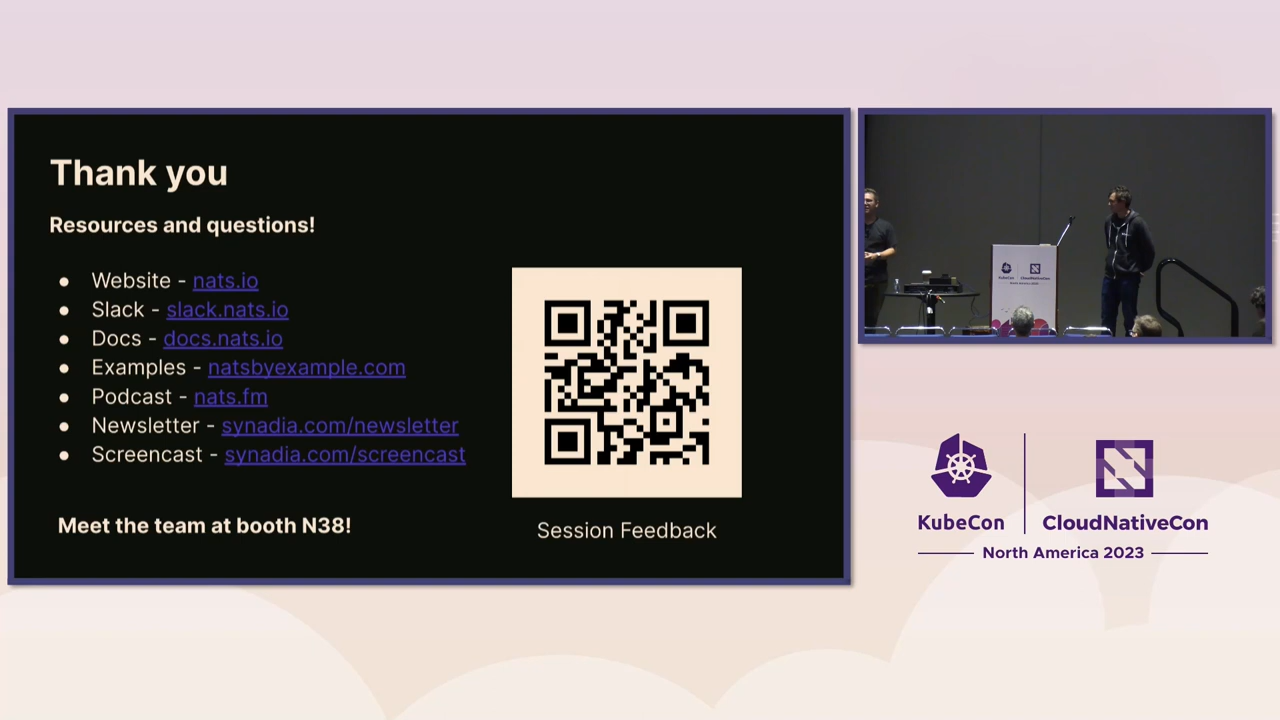 Thank you
Resources and questions!
● Website - nats.io
● Slack - slack.nats.io
● Docs - docs.nats.io
● Examples - natsbyexample.com
● Podcast - nats.fm
● Newsletter - synadia.com/newsletter
● Screencast - synadia.com/screencast
Meet the team at booth N38!
Session Feedback
KubeCon
CloudNativeCon
North America 2023